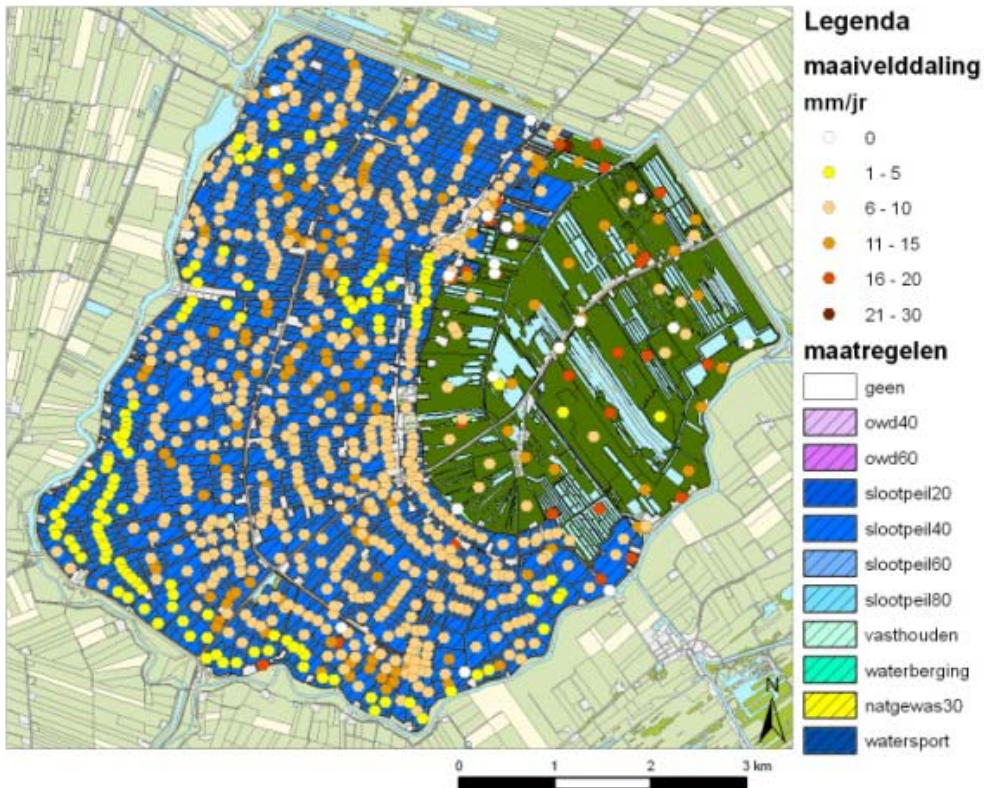 Legenda
maaivelddaling
mm/jr
0
1 - 5
6 - 10
11 - 15
16 - 20
21 - 30
maatregelen
geen
owd40
owd60
slootpeil20
slootpeil40
slootpeil60
slootpeil80
vasthouden
waterberging
natgewas30
watersport
N
0 1 2 3 km